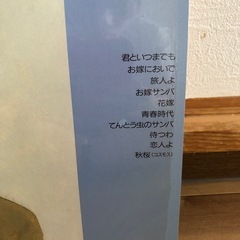 君といつまでも
お嫁においで
旅人よ
お嫁サンバ
花嫁
青春時代
てんとう虫のサンバ
待つわ
恋人よ
秋桜(コスモス)